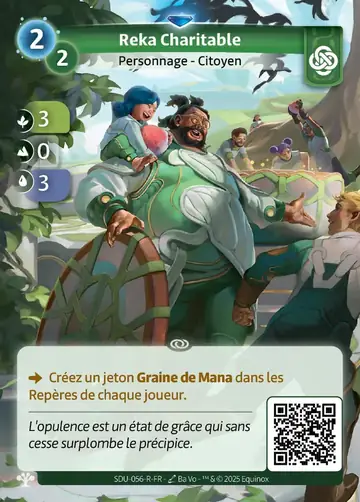 2
2
Reka Charitable
Personnage - Citoyen
3
0
3
Créez un jeton Graine de Mana dans les
Repères de chaque joueur.
L'opulence est un état de grâce qui sans
cesse surplombe le précipice.
SDU-056-R-FR - Ba Vo - ™ & © 2025 Equinox